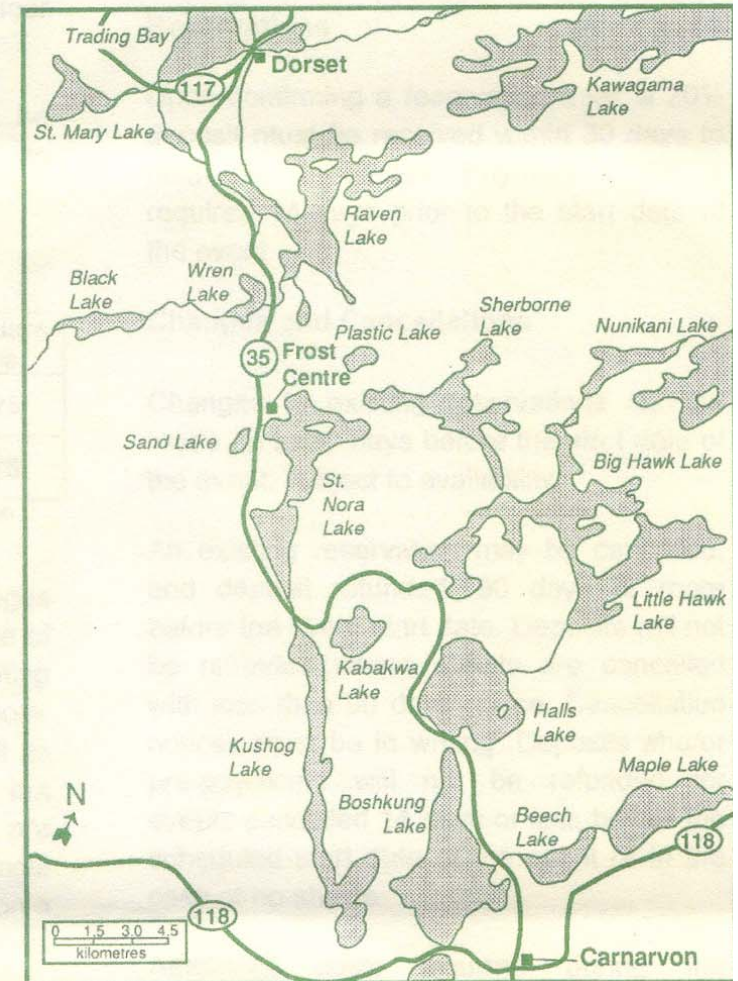 Trading Bay
Dorset
117
Kawagama
Lake
St. Mary Lake
Raven
Lake
Black
Lake
Wren
Lake
Sherborne
Lake
Nunikani Lake
Plastic Lake
35
Frost
Centre
Sand Lake
St.
Nora
Lake
Big Hawk Lake
Little Hawk
Lake
Kabakwa
Lake
Halls
Lake
Kushog
Lake
Maple Lake
Boshkung
Lake
Beech
Lake
N
118
118
0 1.5 3.0 4.5
kilometres
Carnarvon